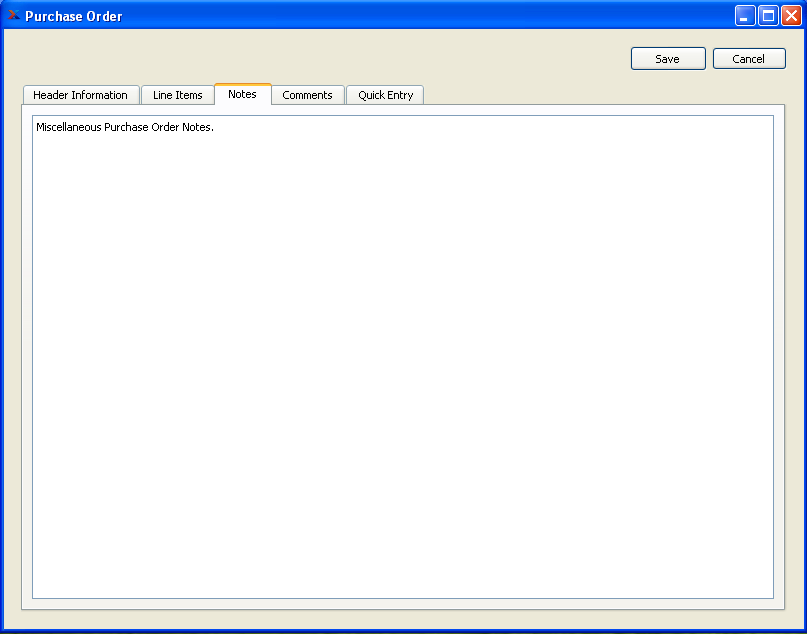 Purchase Order
Save Cancel
Header Information Line Items Notes Comments Quick Entry
Miscellaneous Purchase Order Notes.